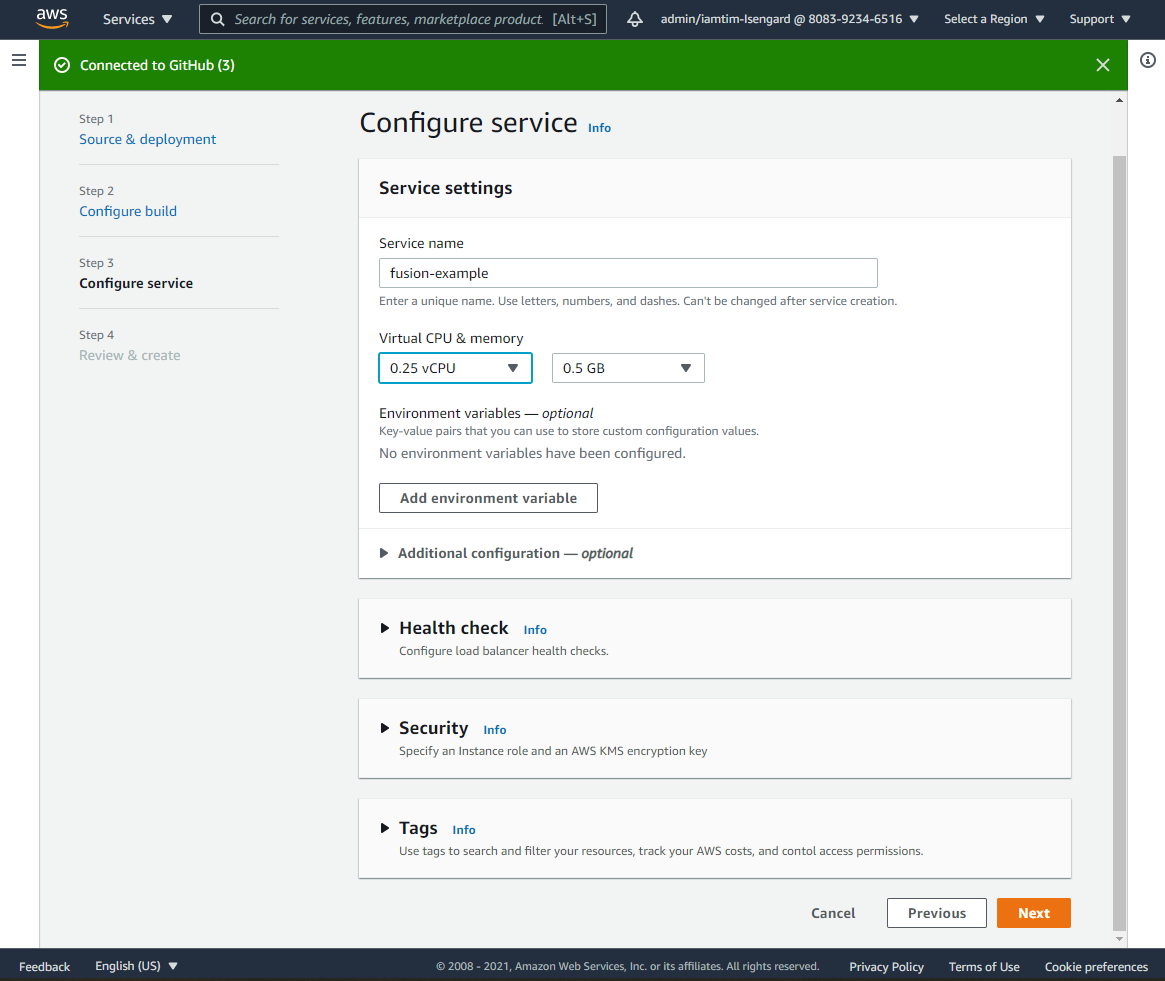 aws
Services
Search for services, features, marketplace product. [Alt+S]
admin/iamtim-Isengard @ 8083-9234-6516
Select a Region
Support
Connected to GitHub (3)
Step 1
Source & deployment
Step 2
Configure build
Step 3
Configure service
Step 4
Review & create
Configure service Info
Service settings
Service name
fusion-example
Enter a unique name. Use letters, numbers, and dashes. Can't be changed after service creation.
Virtual CPU & memory
0.25 vCPU
0.5 GB
Environment variables — optional
Key-value pairs that you can use to store custom configuration values.
No environment variables have been configured.
Add environment variable
Additional configuration — optional
Health check Info
Configure load balancer health checks.
Security Info
Specify an Instance role and an AWS KMS encryption key
Tags Info
Use tags to search and filter your resources, track your AWS costs, and contol access permissions.
Cancel
Previous
Next
Feedback
English (US)
© 2008 - 2021, Amazon Web Services, Inc. or its affiliates. All rights reserved.
Privacy Policy
Terms of Use
Cookie preferences